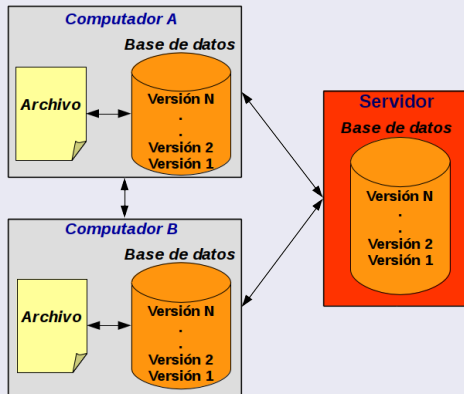 Computador A
Base de datos
Archivo
Versión N
.
.
Versión 2
Versión 1
Servidor
Base de datos
Versión N
.
.
Versión 2
Versión 1
Computador B
Base de datos
Archivo
Versión N
.
.
Versión 2
Versión 1